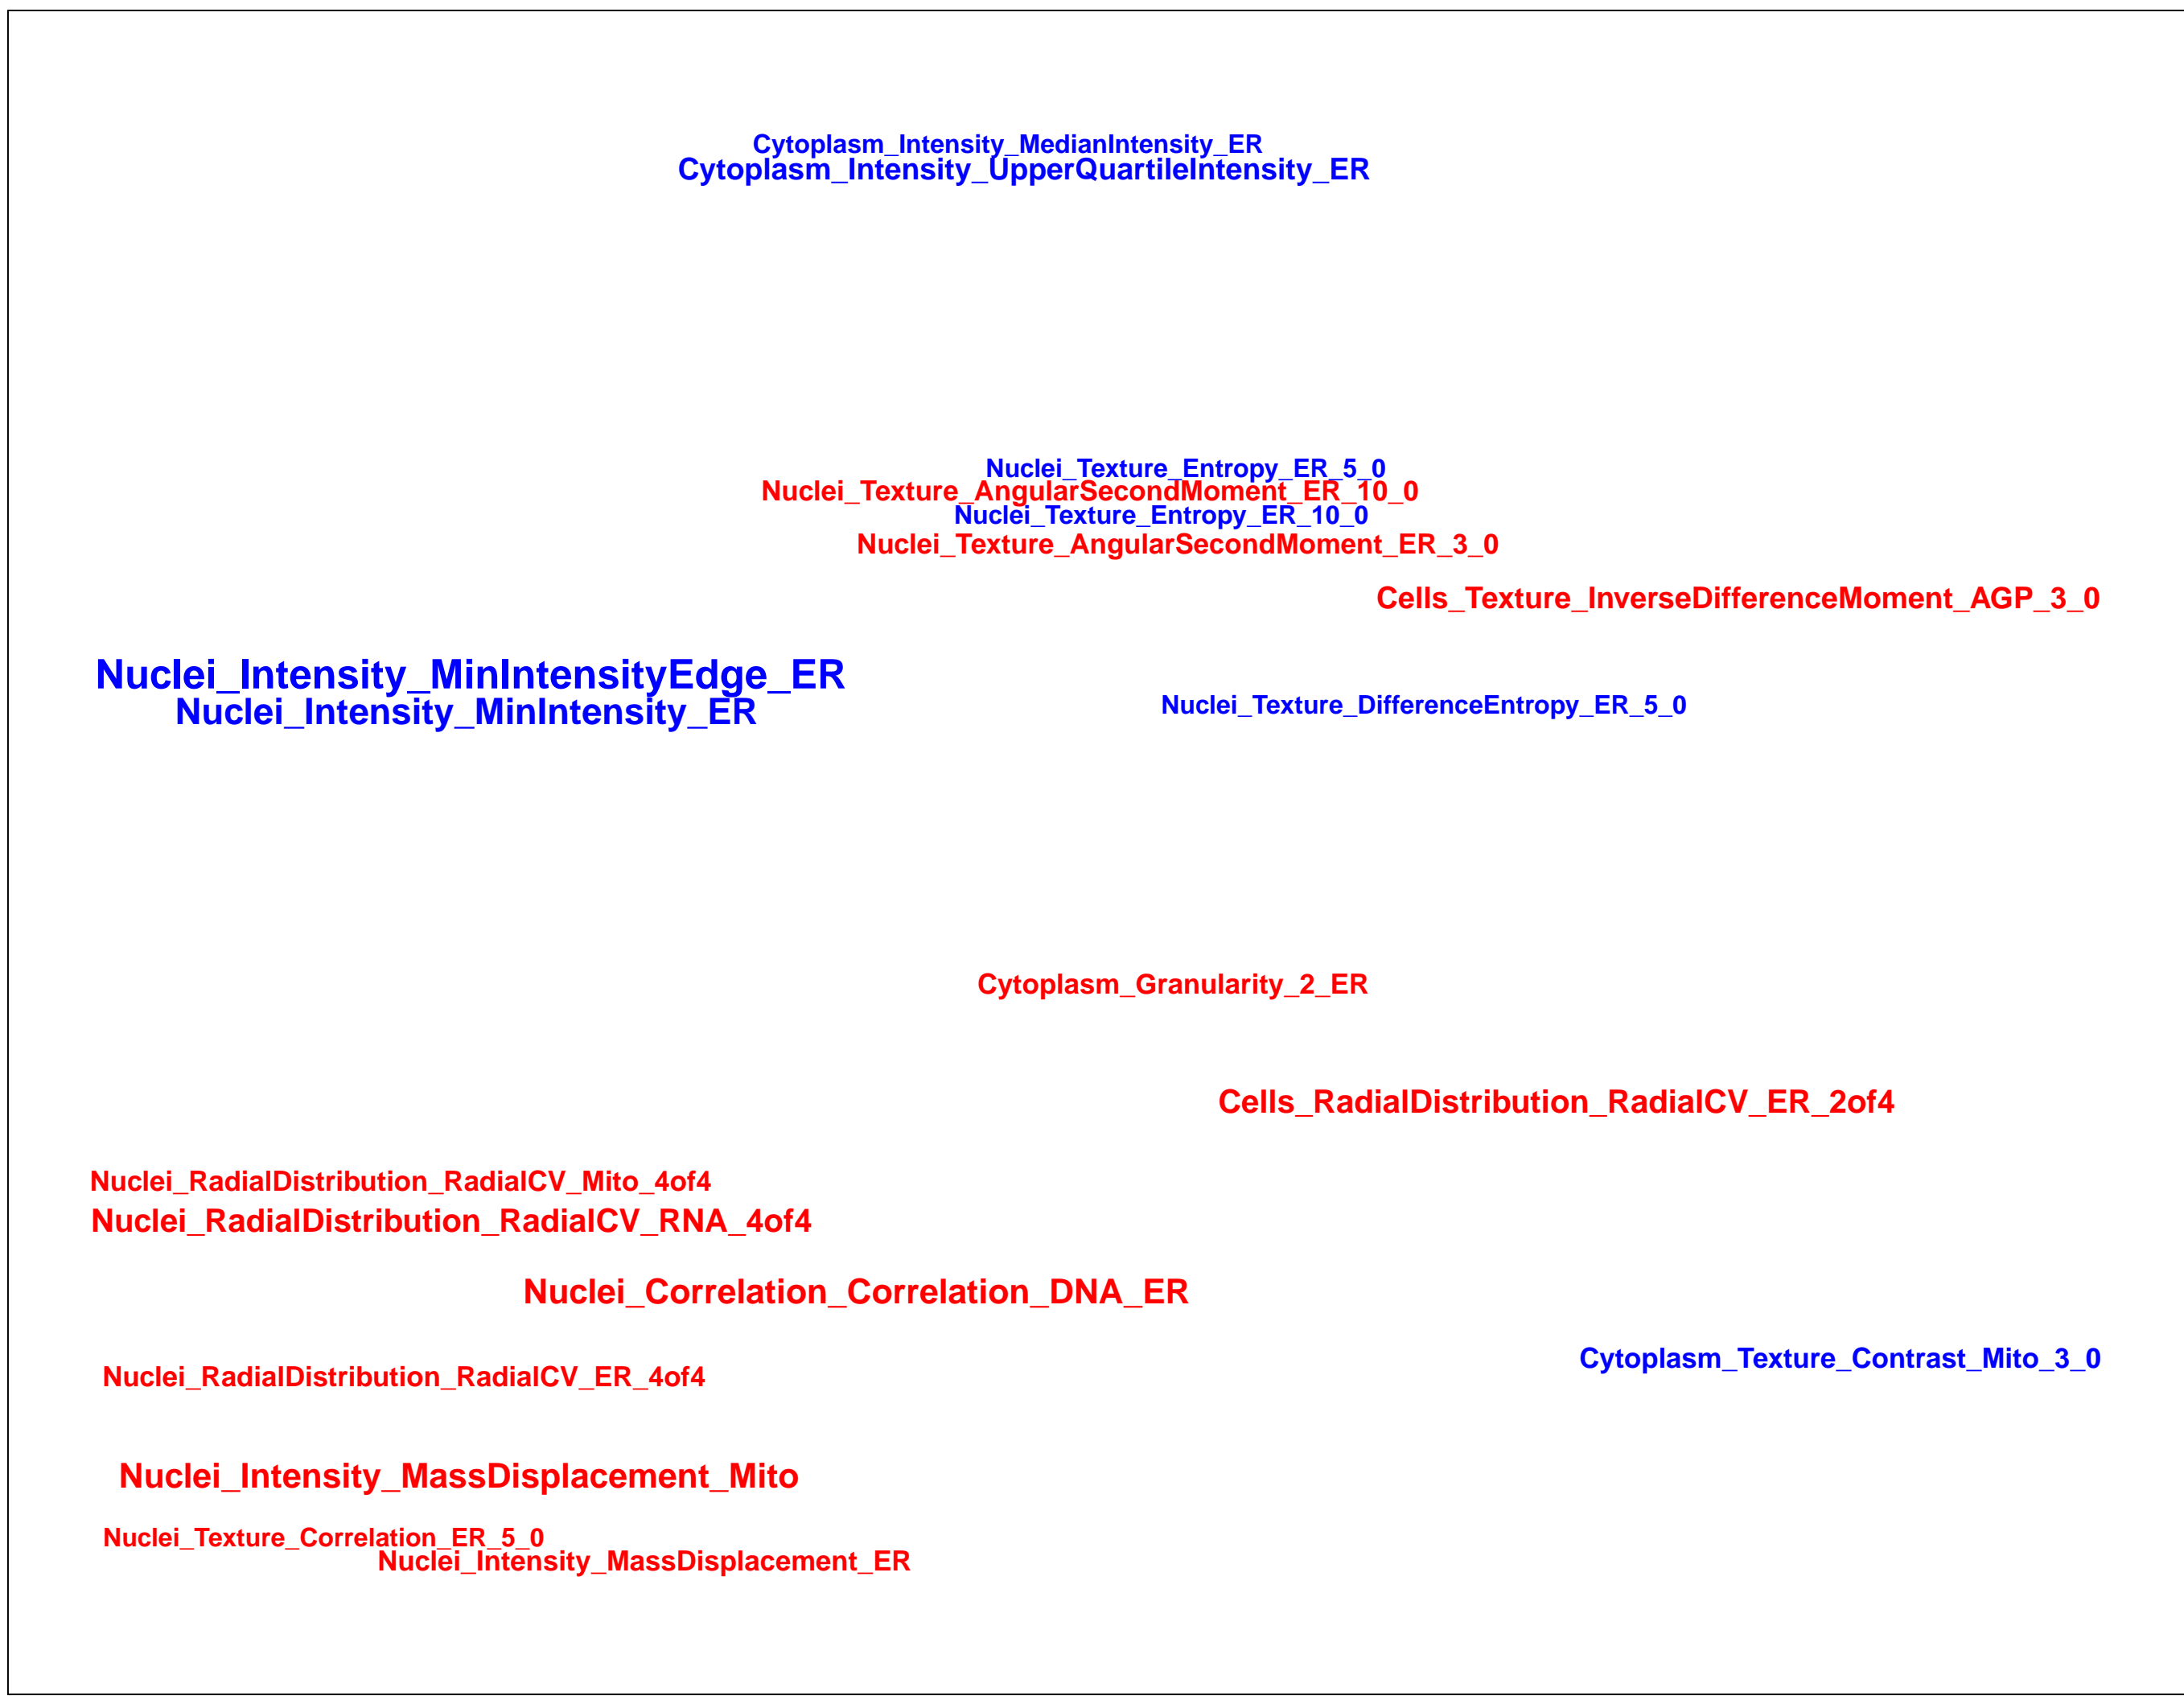 Cytoplasm_Intensity_MedianIntensity_ER
Cytoplasm_Intensity_UpperQuartileIntensity_ER
Nuclei_Texture_Entropy_ER_5_0
Nuclei_Texture_AngularSecondMoment_ER_10_0
Nuclei_Texture_Entropy_ER_10_0
Nuclei_Texture_AngularSecondMoment_ER_3_0
Cells_Texture_InverseDifferenceMoment_AGP_3_0
Nuclei_Intensity_MinIntensityEdge_ER
Nuclei_Texture_DifferenceEntropy_ER_5_0
Nuclei_Intensity_MinIntensity_ER
Cytoplasm_Granularity_2_ER
Cells_RadialDistribution_RadialCV_ER_2of4
Nuclei_RadialDistribution_RadialCV_Mito_4of4
Nuclei_RadialDistribution_RadialCV_RNA_4of4
Nuclei_Correlation_Correlation_DNA_ER
Cytoplasm_Texture_Contrast_Mito_3_0
Nuclei_RadialDistribution_RadialCV_ER_4of4
Nuclei_Intensity_MassDisplacement_Mito
Nuclei_Texture_Correlation_ER_5_0
Nuclei_Intensity_MassDisplacement_ER